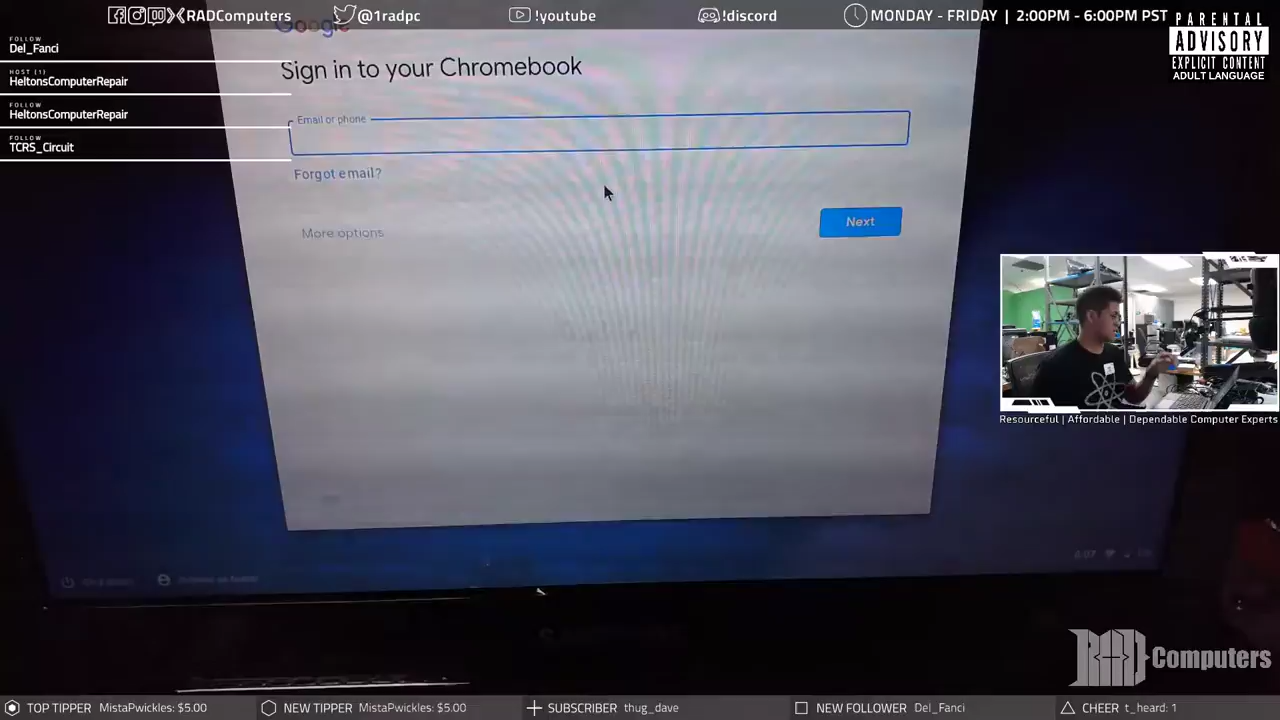 RADComputers
@1radpc
!youtube
!discord
MONDAY - FRIDAY | 2:00PM - 6:00PM PST
PARENTAL
ADVISORY
EXPLICIT CONTENT
ADULT LANGUAGE
FOLLOW
Del_Fanci
HOST (1)
HeltonsComputerRepair
FOLLOW
HeltonsComputerRepair
FOLLOW
TCRS_Circuit
Google
Sign in to your Chromebook
Email or phone
Forgot email?
More options
Next
Resourceful | Affordable | Dependable Computer Experts
RAD Computers
TOP TIPPER MistaPwickles: $5.00
NEW TIPPER MistaPwickles: $5.00
SUBSCRIBER thug_dave
NEW FOLLOWER Del_Fanci
CHEER t_heard: 1